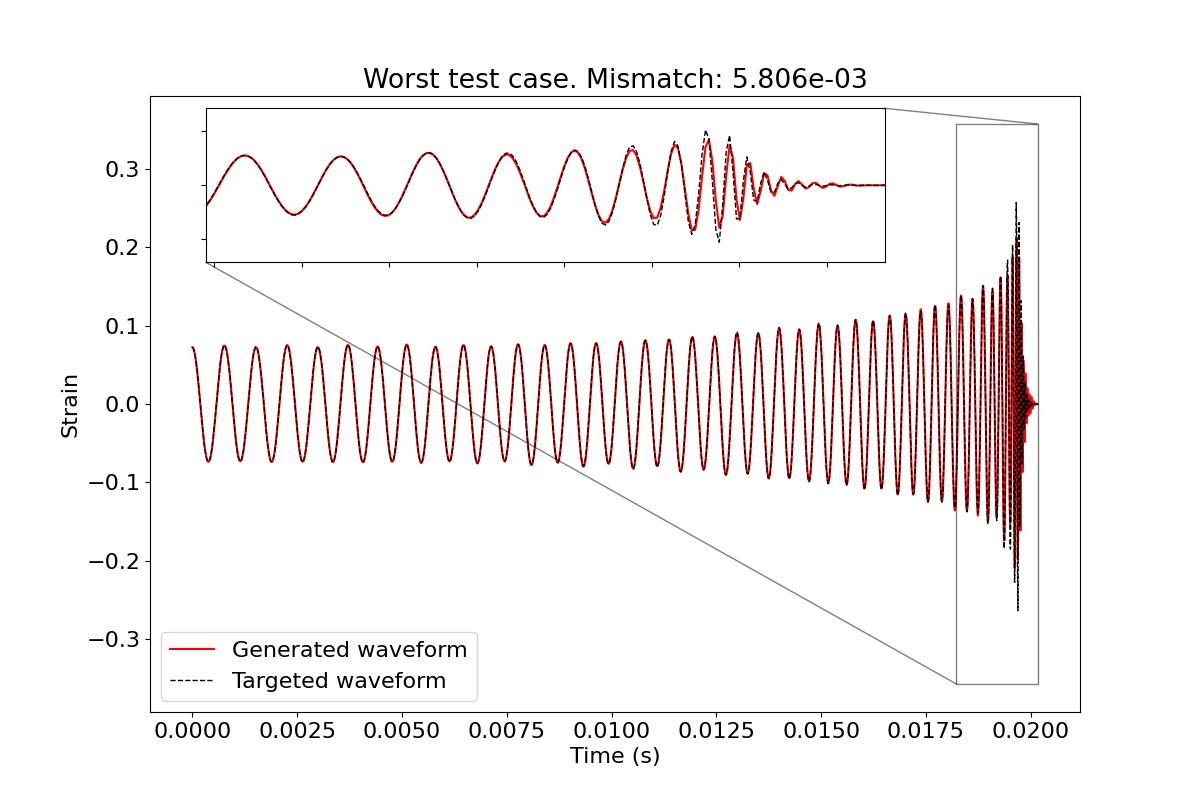 Worst test case. Mismatch: 5.806e-03
0.3
0.2
0.1
0.0
−0.1
−0.2
−0.3
Strain
Generated waveform
Targeted waveform
0.0000 0.0025 0.0050 0.0075 0.0100 0.0125 0.0150 0.0175 0.0200
Time (s)